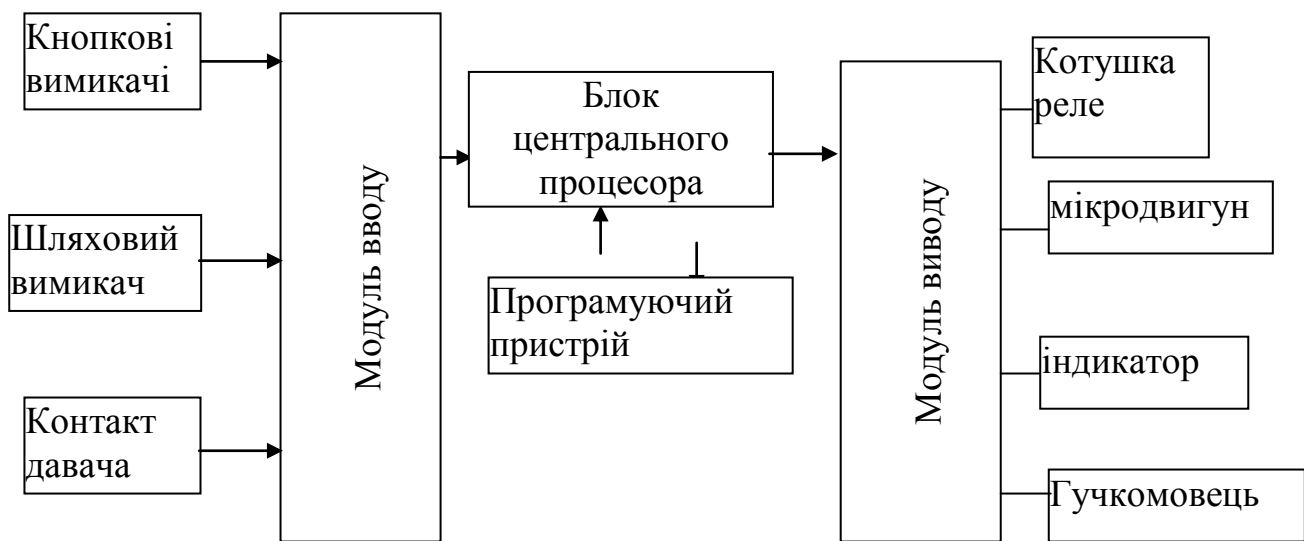 Кнопкові
вимикачі
Шляховий
вимикач
Контакт
давача
Модуль вводу
Блок
центрального
процесора
Програмуючий
пристрій
Модуль виводу
Котушка
реле
мікродвигун
індикатор
Гучкомовець